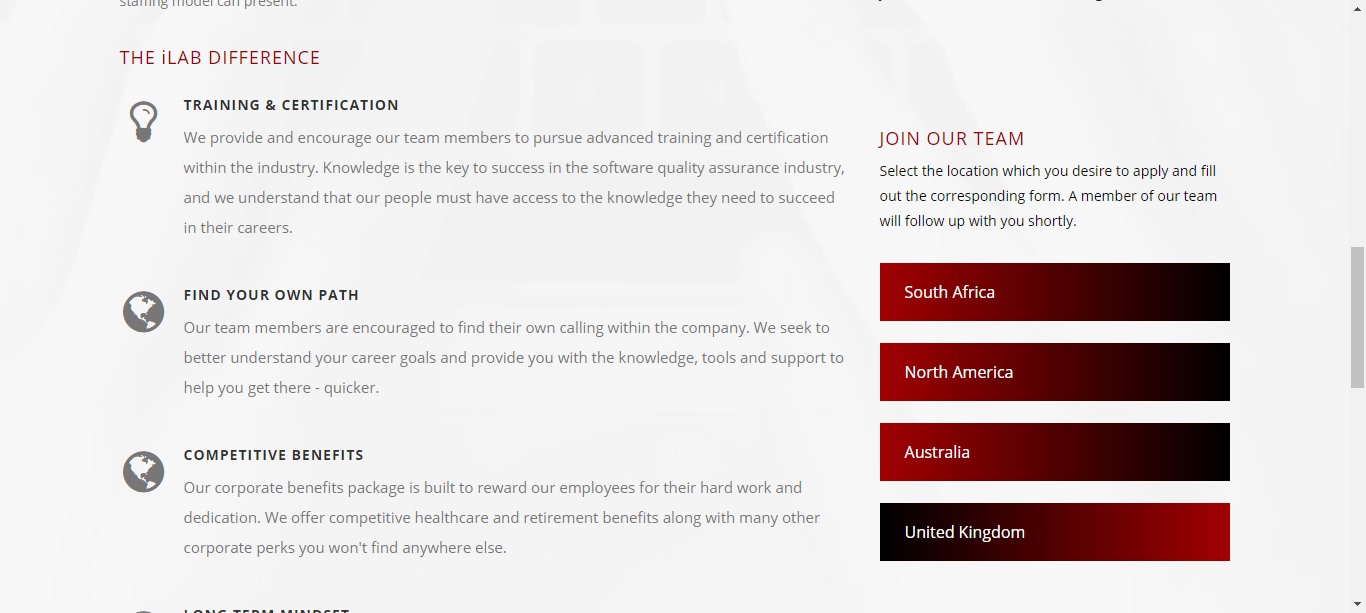 staffing model can present.
THE iLAB DIFFERENCE
TRAINING & CERTIFICATION
We provide and encourage our team members to pursue advanced training and certification
within the industry. Knowledge is the key to success in the software quality assurance industry,
and we understand that our people must have access to the knowledge they need to succeed
in their careers.
FIND YOUR OWN PATH
Our team members are encouraged to find their own calling within the company. We seek to
better understand your career goals and provide you with the knowledge, tools and support to
help you get there - quicker.
COMPETITIVE BENEFITS
Our corporate benefits package is built to reward our employees for their hard work and
dedication. We offer competitive healthcare and retirement benefits along with many other
corporate perks you won't find anywhere else.
LONG TERM MINDSET
JOIN OUR TEAM
Select the location which you desire to apply and fill
out the corresponding form. A member of our team
will follow up with you shortly.
South Africa
North America
Australia
United Kingdom